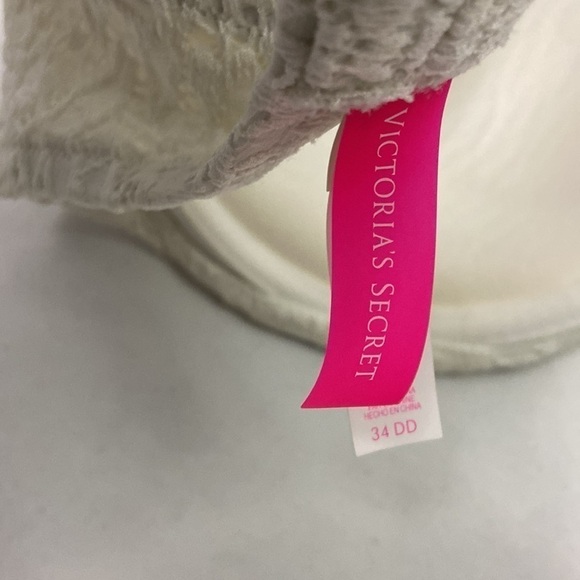 VICTORIA'S SECRET
HECHO EN CHINA
34 DD